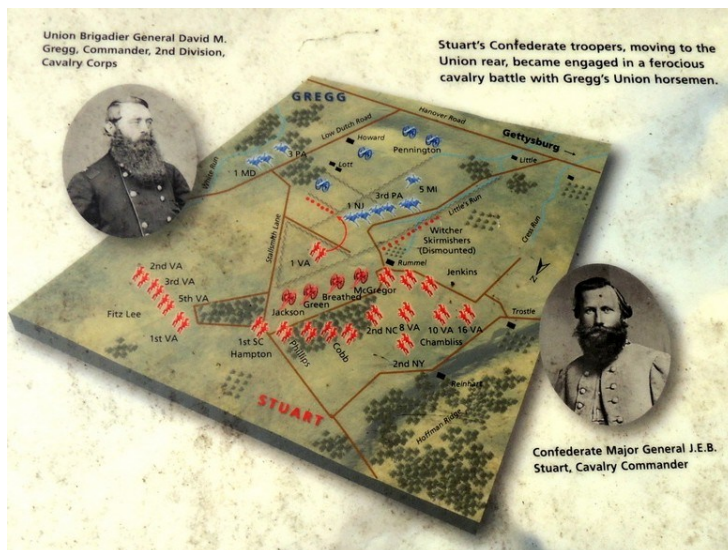 Union Brigadier General David M.
Gregg, Commander, 2nd Division,
Cavalry Corps
Stuart's Confederate troopers, moving to the
Union rear, became engaged in a ferocious
cavalry battle with Gregg's Union horsemen.
GREGG
Hanover Road
Low Dutch Road
Gettysburg
Howard
Pennington
Little
3 PA
1 MD
Lott
White Run
5 MI
3rd PA
1 NJ
Little's Run
Cress Run
Stallsmith Lane
Witcher
Skirmishers
(Dismounted)
1 VA
Rummel
Jenkins
N
2nd VA
3rd VA
5th VA
McGregor
Breathed
Green
Jackson
Fitz Lee
1st VA
Trostle
1st SC
Hampton
Phillips
Cobb
2nd NC
8 VA
10 VA
16 VA
Chambliss
2nd NY
Reinhart
STUART
Hoffman Ridge
Confederate Major General J.E.B.
Stuart, Cavalry Commander